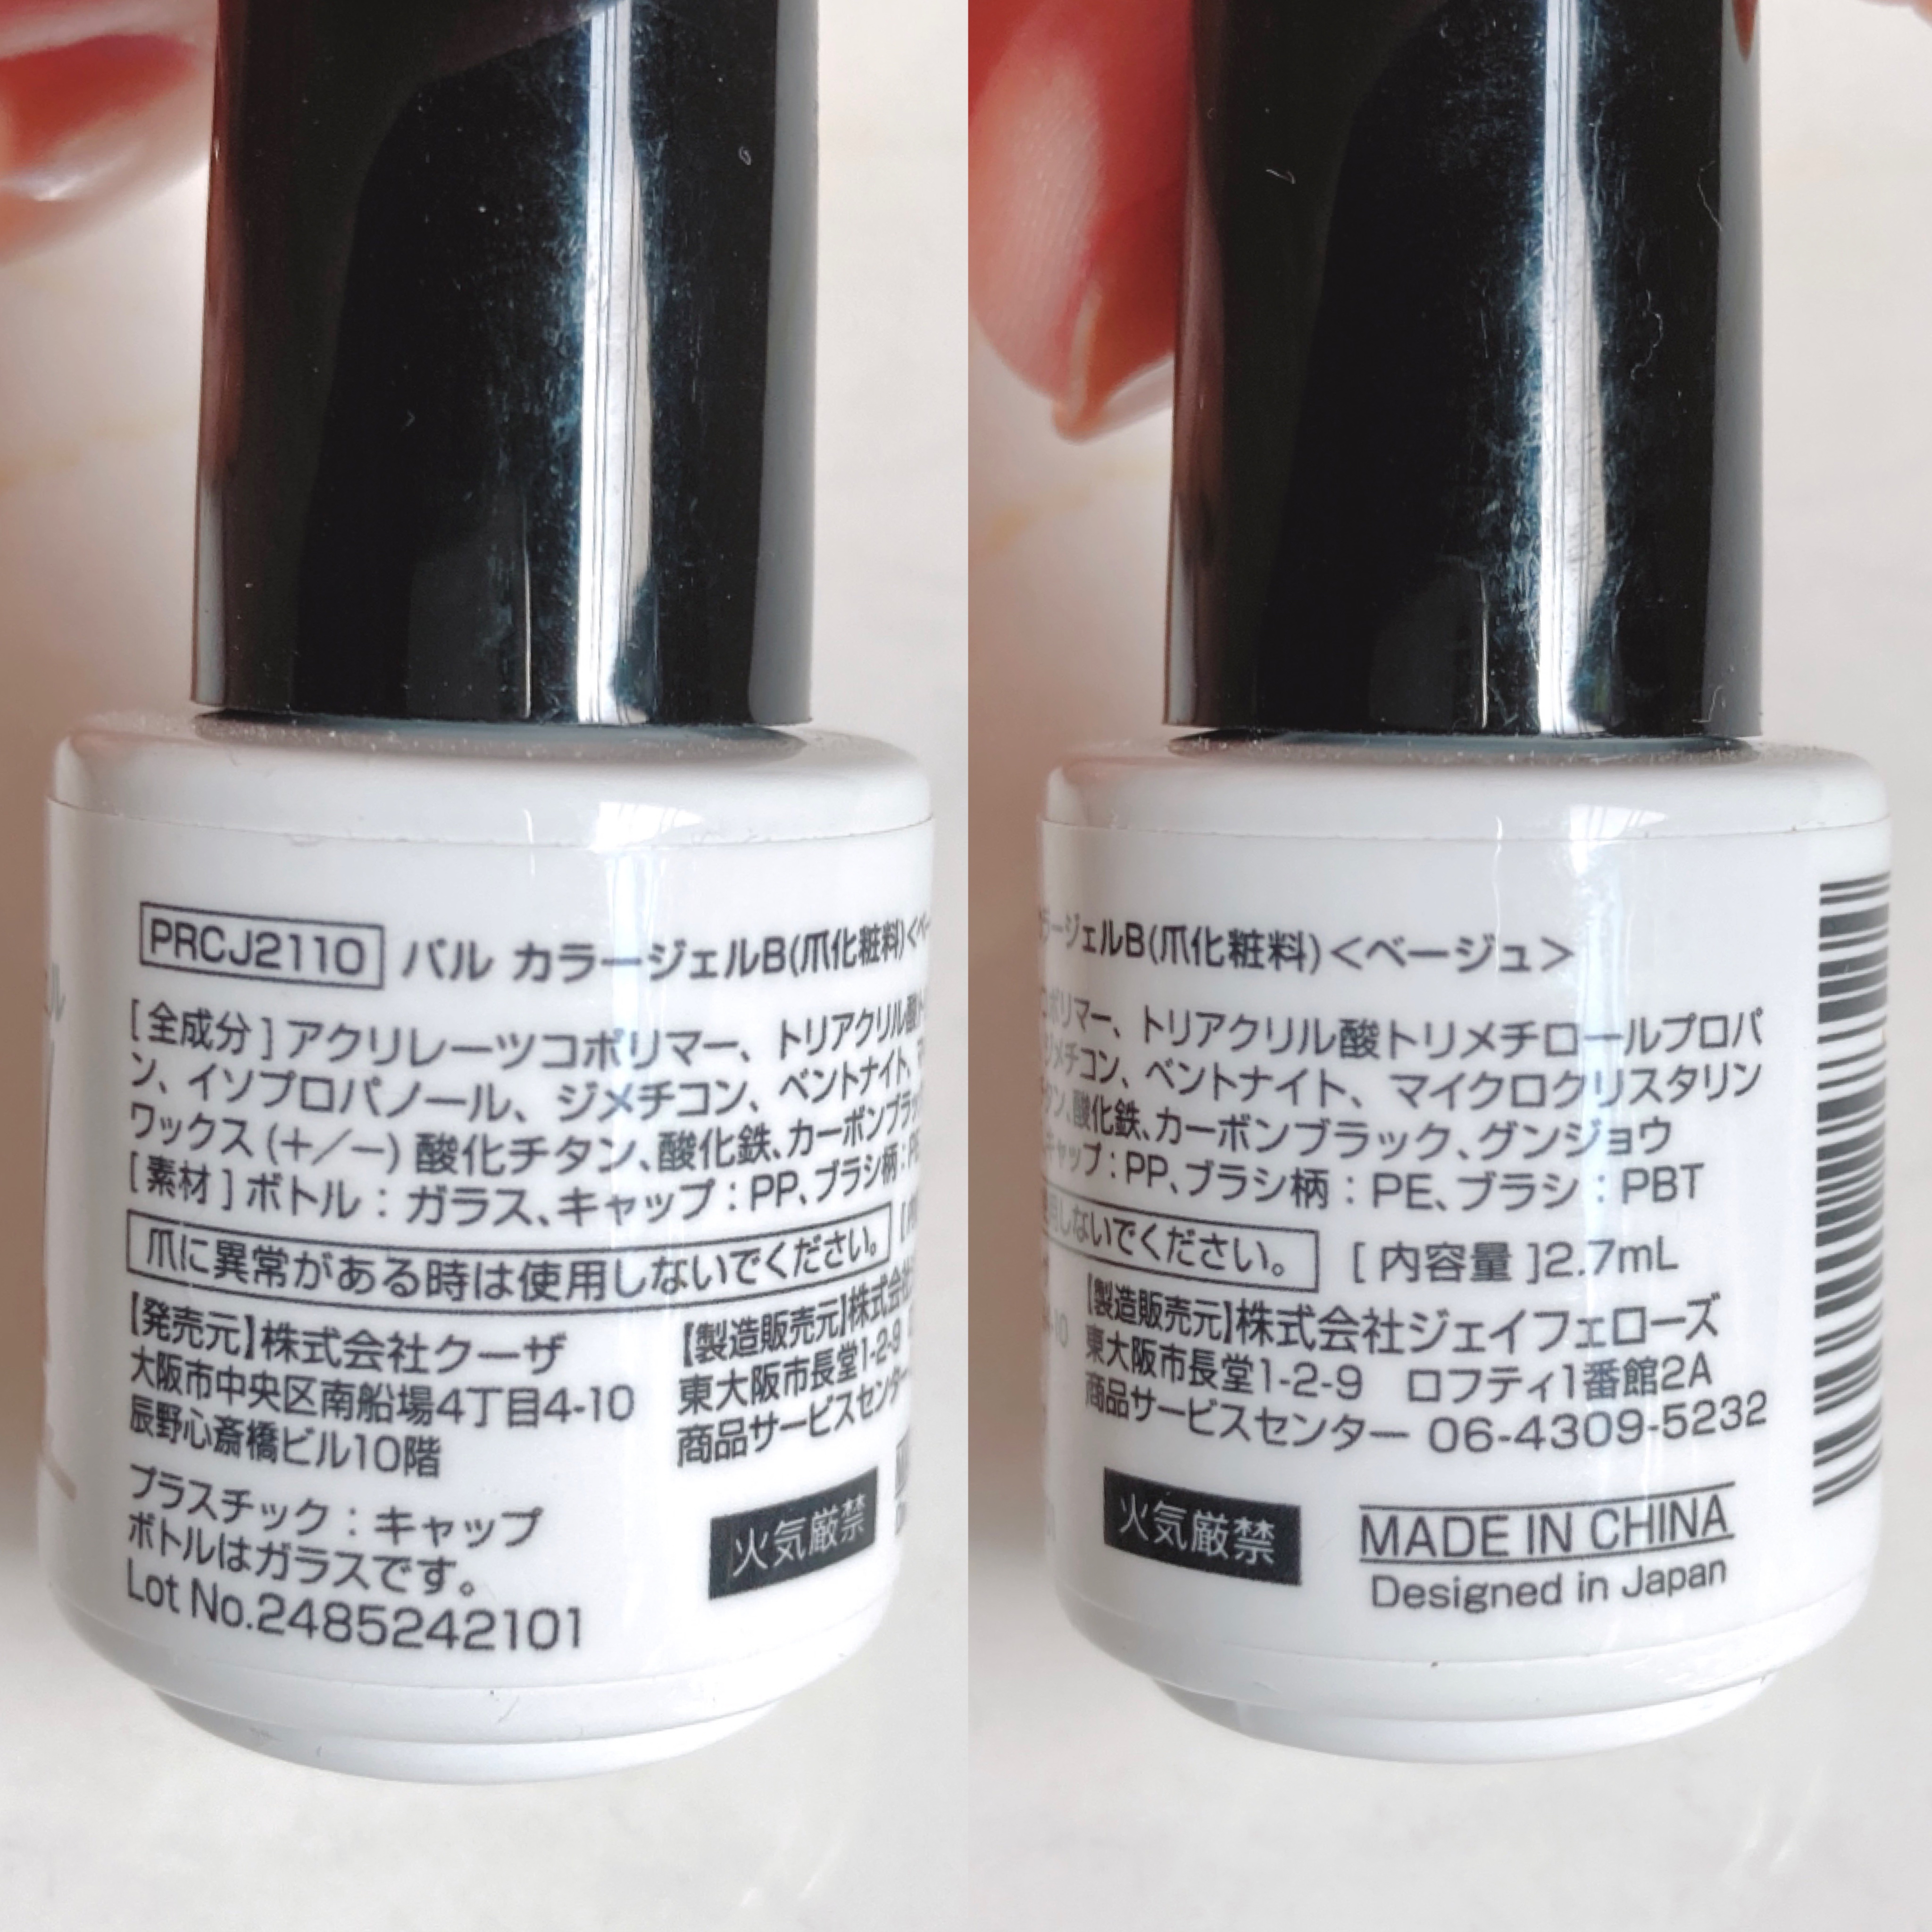 PRCJ2110 バル カラージェルB(爪化粧料)<ベー
[全成分]アクリレーツコポリマー、トリアクリル酸
ン、イソプロパノール、ジメチコン、ベントナイト、
ワックス(+/−)酸化チタン、酸化鉄、カーボンブラッ
[素材]ボトル:ガラス、キャップ:PP、ブラシ柄:PE
爪に異常がある時は使用しないでください。
【発売元】株式会社クーザ
大阪市中央区南船場4丁目4-10
辰野心斎橋ビル10階
【製造販売元】株式会社
東大阪市長堂1-2-9
商品サービスセンター
プラスチック:キャップ
ボトルはガラスです。
Lot No.2485242101
火気厳禁
ラージェルB(爪化粧料)<ベージュ>
コポリマー、トリアクリル酸トリメチロールプロパ
ジメチコン、ベントナイト、マイクロクリスタリン
タン、酸化鉄、カーボンブラック、グンジョウ
キャップ:PP、ブラシ柄:PE、ブラシ:PBT
用しないでください。 [内容量]2.7mL
【製造販売元】株式会社ジェイフェローズ
東大阪市長堂1-2-9 ロフティ1番館2A
商品サービスセンター 06-4309-5232
火気厳禁
MADE IN CHINA
Designed in Japan